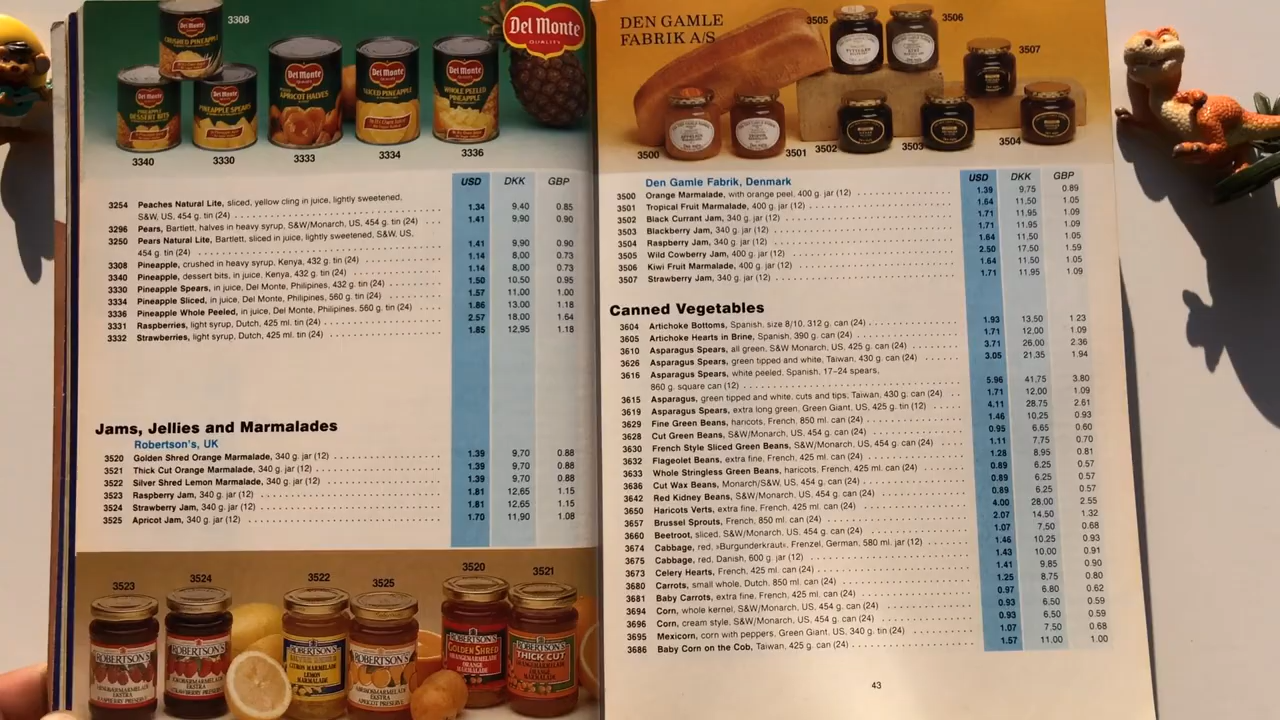 3308
Del Monte
QUALITY
Del Monte
CRUSHED PINEAPPLE
Del Monte
Del Monte
PINEAPPLE SPEARS
Del Monte
APRICOT HALVES
Del Monte
SLICED PINEAPPLE
Del Monte
WHOLE PEELED PINEAPPLE
3340
3330
3333
3334
3336
USD DKK GBP
3254 Peaches Natural Lite, sliced, yellow cling in juice, lightly sweetened,
S&W, US, 454 g. tin (24) 1.34 9,40 0.85
3296 Pears, Bartlett, halves in heavy syrup, S&W/Monarch, US, 454 g. tin (24) 1.41 9,90 0.90
3250 Pears Natural Lite, Bartlett, sliced in juice, lightly sweetened, S&W, US,
454 g. tin (24) 1.41 9,90 0.90
3308 Pineapple, crushed in heavy syrup, Kenya, 432 g. tin (24) 1.14 8,00 0.73
3340 Pineapple, dessert bits, in juice, Kenya, 432 g. tin (24) 1.14 8,00 0.73
3330 Pineapple Spears, in juice, Del Monte, Philipines, 432 g. tin (24) 1.50 10,50 0.95
3334 Pineapple Sliced, in juice, Del Monte, Philipines, 560 g. tin (24) 1.57 11,00 1.00
3336 Pineapple Whole Peeled, in juice, Del Monte, Philipines, 560 g. tin (24) 1.86 13,00 1.18
3331 Raspberries, light syrup, Dutch, 425 ml. tin (24) 2.57 18,00 1.64
3332 Strawberries, light syrup, Dutch, 425 ml. tin (24) 1.85 12,95 1.18
Jams, Jellies and Marmalades
Robertson's, UK
3520 Golden Shred Orange Marmalade, 340 g. jar (12) 1.39 9,70 0.88
3521 Thick Cut Orange Marmalade, 340 g. jar (12) 1.39 9,70 0.88
3522 Silver Shred Lemon Marmalade, 340 g. jar (12) 1.39 9,70 0.88
3523 Raspberry Jam, 340 g. jar (12) 1.81 12,65 1.15
3524 Strawberry Jam, 340 g. jar (12) 1.81 12,65 1.15
3525 Apricot Jam, 340 g. jar (12) 1.70 11,90 1.08
3523
3524
3522
3525
3520
3521
ROBERTSON'S
ROBERTSON'S
ROBERTSON'S
ROBERTSON'S
GOLDEN SHRED
ROBERTSON'S
THICK CUT
DEN GAMLE
FABRIK A/S
3505
3506
3507
3500
3501
3502
3503
3504
USD DKK GBP
Den Gamle Fabrik, Denmark
3500 Orange Marmalade, with orange peel, 400 g. jar (12) 1.39 9,75 0.89
3501 Tropical Fruit Marmalade, 400 g. jar (12) 1.64 11,50 1.05
3502 Black Currant Jam, 340 g. jar (12) 1.71 11,95 1.09
3503 Blackberry Jam, 340 g. jar (12) 1.71 11,95 1.09
3504 Raspberry Jam, 340 g. jar (12) 1.64 11,50 1.05
3505 Wild Cowberry Jam, 400 g. jar (12) 2.50 17,50 1.59
3506 Kiwi Fruit Marmalade, 400 g. jar (12) 1.64 11,50 1.05
3507 Strawberry Jam, 340 g. jar (12) 1.71 11,95 1.09
Canned Vegetables
3604 Artichoke Bottoms, Spanish, size 8/10, 312 g. can (24) 1.93 13,50 1.23
3605 Artichoke Hearts in Brine, Spanish, 390 g. can (24) 1.71 12,00 1.09
3610 Asparagus Spears, all green, S&W Monarch, US, 425 g. can (24) 3.71 26,00 2.36
3626 Asparagus Spears, green tipped and white, Taiwan, 430 g. can (24) 3.05 21,35 1.94
3616 Asparagus Spears, white peeled, Spanish, 17-24 spears,
860 g. square can (12) 5.96 41,75 3.80
3615 Asparagus, green tipped and white, cuts and tips, Taiwan, 430 g. can (24) 1.71 12,00 1.09
3619 Asparagus Spears, extra long green, Green Giant, US, 425 g. tin (12) 4.11 28,75 2.61
3629 Fine Green Beans, haricots, French, 850 ml. can (24) 1.46 10,25 0.93
3628 Cut Green Beans, S&W/Monarch, US, 454 g. can (24) 0.95 6,65 0.60
3630 French Style Sliced Green Beans, S&W/Monarch, US, 454 g. can (24) 1.11 7,75 0.70
3632 Flageolet Beans, extra fine, French, 425 ml. can (24) 1.28 8,95 0.81
3633 Whole Stringless Green Beans, haricots, French, 425 ml. can (24) 0.89 6,25 0.57
3636 Cut Wax Beans, Monarch/S&W, US, 454 g. can (24) 0.89 6,25 0.57
3642 Red Kidney Beans, S&W/Monarch, US, 454 g. can (24) 0.89 6,25 0.57
3650 Haricots Verts, extra fine, French, 425 ml. can (24) 4.00 28,00 2.55
3657 Brussel Sprouts, French, 850 ml. can (24) 2.07 14,50 1.32
3660 Beetroot, sliced, S&W/Monarch, US, 454 g. can (24) 1.07 7,50 0.68
3674 Cabbage, red, »Burgunderkraut«, Frenzel, German, 580 ml. jar (12) 1.46 10,25 0.93
3675 Cabbage, red, Danish, 600 g. jar (12) 1.43 10,00 0.91
3673 Celery Hearts, French, 425 ml. can (24) 1.41 9,85 0.90
3680 Carrots, small whole, Dutch, 850 ml. can (24) 1.25 8,75 0.80
3681 Baby Carrots, extra fine, French, 425 ml. can (24) 0.97 6,80 0.62
3694 Corn, whole kernel, S&W/Monarch, US, 454 g. can (24) 0.93 6,50 0.59
3696 Corn, cream style, S&W/Monarch, US, 454 g. can (24) 0.93 6,50 0.59
3695 Mexicorn, corn with peppers, Green Giant, US, 340 g. tin (24) 1.07 7,50 0.68
3686 Baby Corn on the Cob, Taiwan, 425 g. can (24) 1.57 11,00 1.00
43